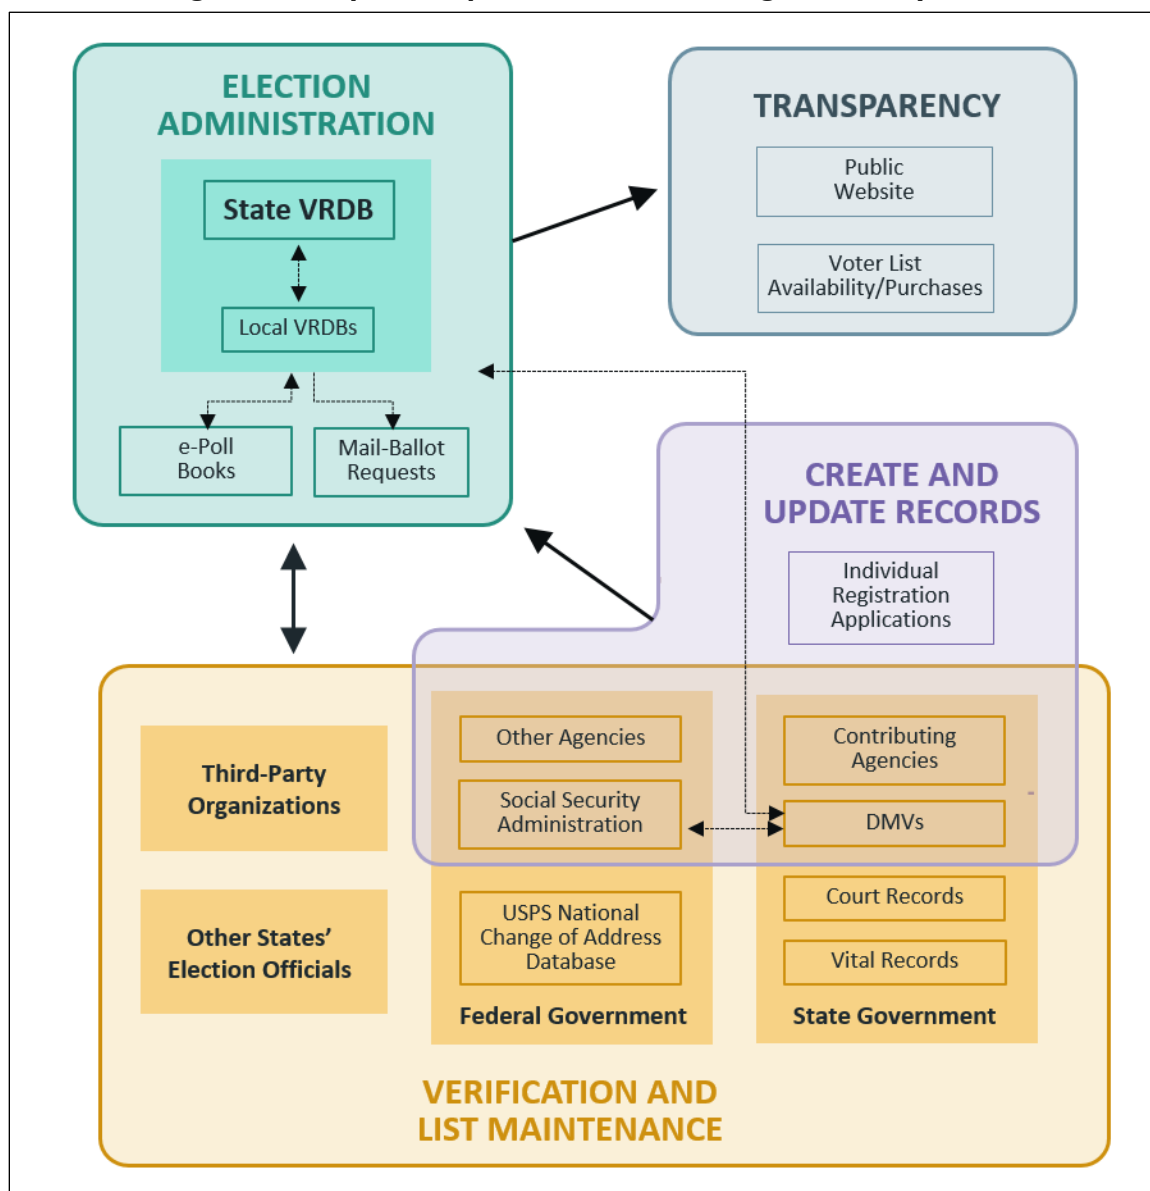 ELECTION
ADMINISTRATION
State VRDB
Local VRDBs
e-Poll
Books
Mail-Ballot
Requests
TRANSPARENCY
Public
Website
Voter List
Availability/Purchases
CREATE AND
UPDATE RECORDS
Individual
Registration
Applications
Third-Party
Organizations
Other States’
Election Officials
Other Agencies
Social Security
Administration
USPS National
Change of Address
Database
Federal Government
Contributing
Agencies
DMVs
Court Records
Vital Records
State Government
VERIFICATION AND
LIST MAINTENANCE